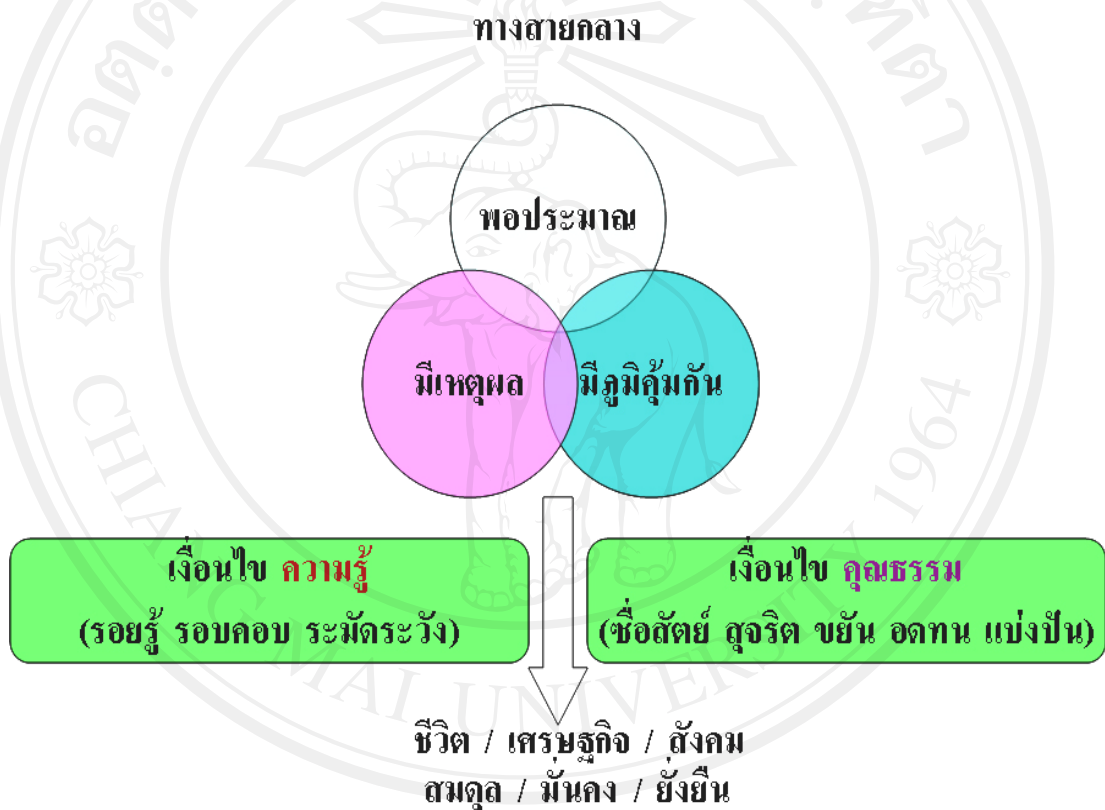 ทางสายกลาง
พอประมาณ
มีเหตุผล
มีภูมิคุ้มกัน
เงื่อนไข ความรู้
(รอยรู้ รอบคอบ ระมัดระวัง)
เงื่อนไข คุณธรรม
(ซื่อสัตย์ สุจริต ขยัน อดทน แบ่งปัน)
ชีวิต / เศรษฐกิจ / สังคม
สมดุล / มั่นคง / ยั่งยืน
CHIANG MAI UNIVERSITY 1964